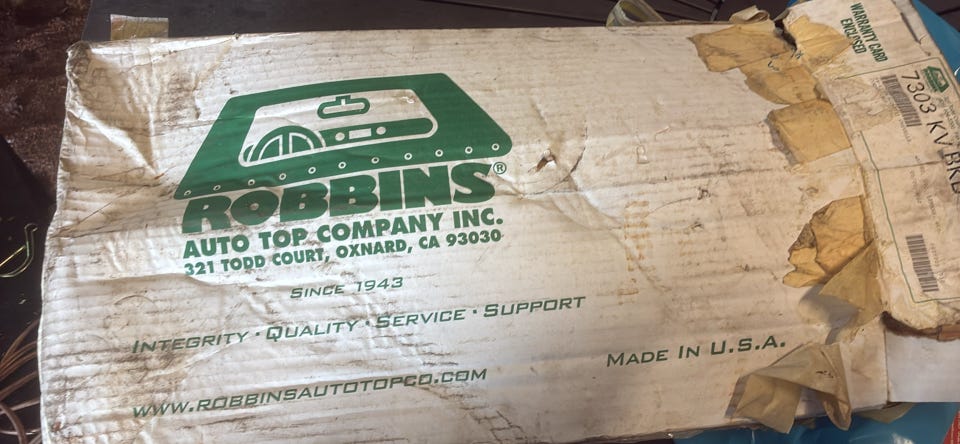 ROBBINS®
AUTO TOP COMPANY INC.
321 TODD COURT, OXNARD, CA 93030
SINCE 1943
INTEGRITY · QUALITY · SERVICE · SUPPORT
MADE IN U.S.A.
WWW.ROBBINSAUTOTOPCO.COM
WARRANTY CARD
ENCLOSED
7303 KV BRD